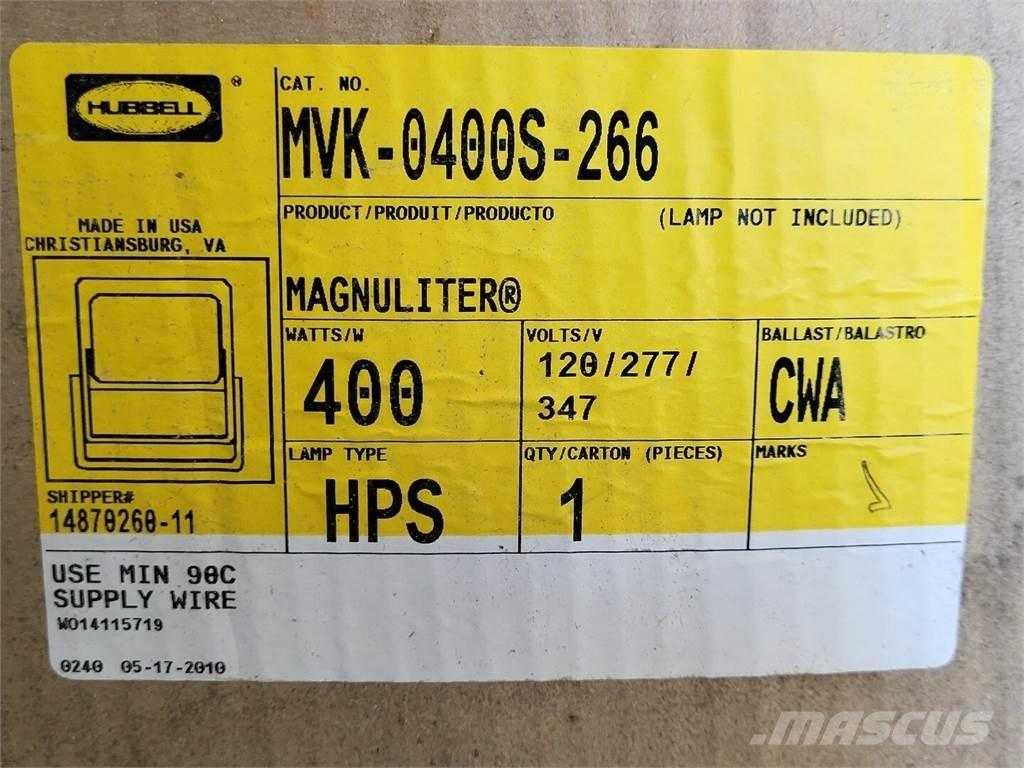 HUBBELL ®
MADE IN USA
CHRISTIANSBURG, VA
SHIPPER#
14870260-11
CAT. NO.
MVK-0400S-266
PRODUCT/PRODUIT/PRODUCTO (LAMP NOT INCLUDED)
MAGNULITER®
WATTS/W
400
VOLTS/V
120/277/
347
BALLAST/BALASTRO
CWA
LAMP TYPE
HPS
QTY/CARTON (PIECES)
1
MARKS
USE MIN 90C
SUPPLY WIRE
WO14115719
0240 05-17-2010
MASCUS